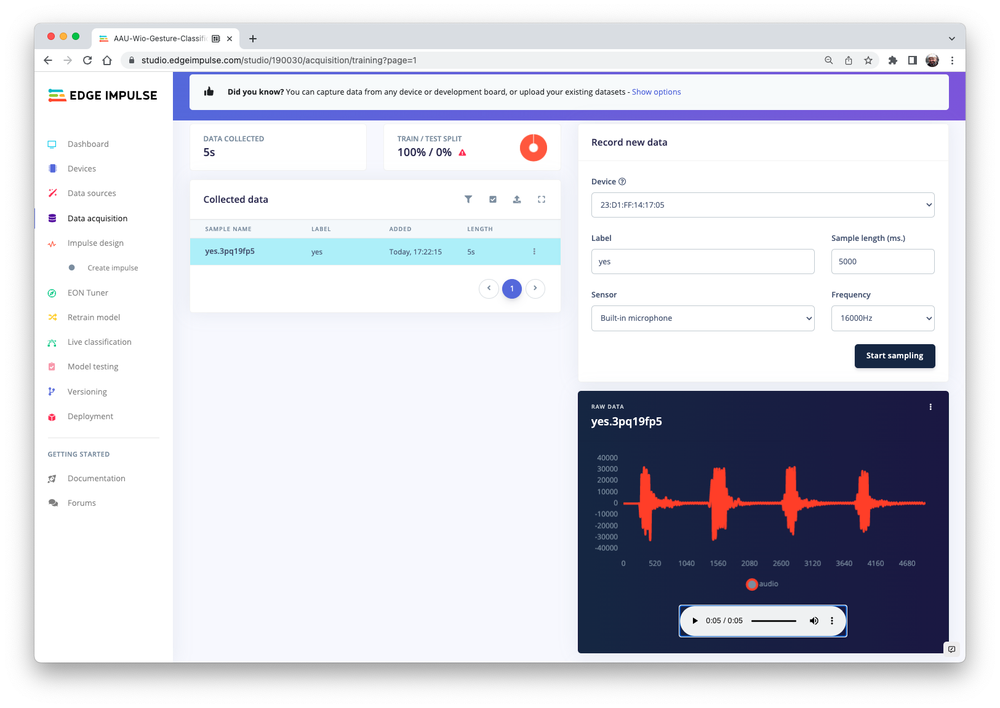 AAU-Wio-Gesture-Classific
studio.edgeimpulse.com/studio/190030/acquisition/training?page=1
EDGE IMPULSE
Did you know? You can capture data from any device or development board, or upload your existing datasets - Show options
Dashboard
Devices
Data sources
Data acquisition
Impulse design
Create impulse
EON Tuner
Retrain model
Live classification
Model testing
Versioning
Deployment
GETTING STARTED
Documentation
Forums
DATA COLLECTED
5s
TRAIN / TEST SPLIT
100% / 0%
Collected data
SAMPLE NAME LABEL ADDED LENGTH
yes.3pq19fp5 yes Today, 17:22:15 5s
1
Record new data
Device
23:D1:FF:14:17:05
Label Sample length (ms.)
yes 5000
Sensor Frequency
Built-in microphone 16000Hz
Start sampling
RAW DATA
yes.3pq19fp5
40000
30000
20000
10000
0
-10000
-20000
-30000
-40000
0 520 1040 1560 2080 2600 3120 3640 4160 4680
audio
0:05 / 0:05